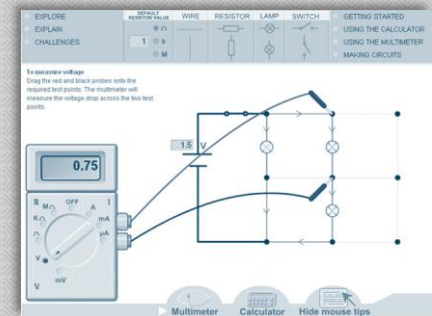 EXPLORE
EXPLAIN
CHALLENGES
DEFAULT
RESISTOR VALUE
1
Ω
k
M
WIRE
RESISTOR
LAMP
SWITCH
GETTING STARTED
USING THE CALCULATOR
USING THE MULTIMETER
MAKING CIRCUITS
To measure voltage
Drag the red and black probes onto the
required test points. The multimeter will
measure the voltage drop across the two test
points.
1.5 V
0.75
OFF
MΩ
A
KΩ
mA
Ω
µA
V
mV
Multimeter
Calculator
Hide mouse tips